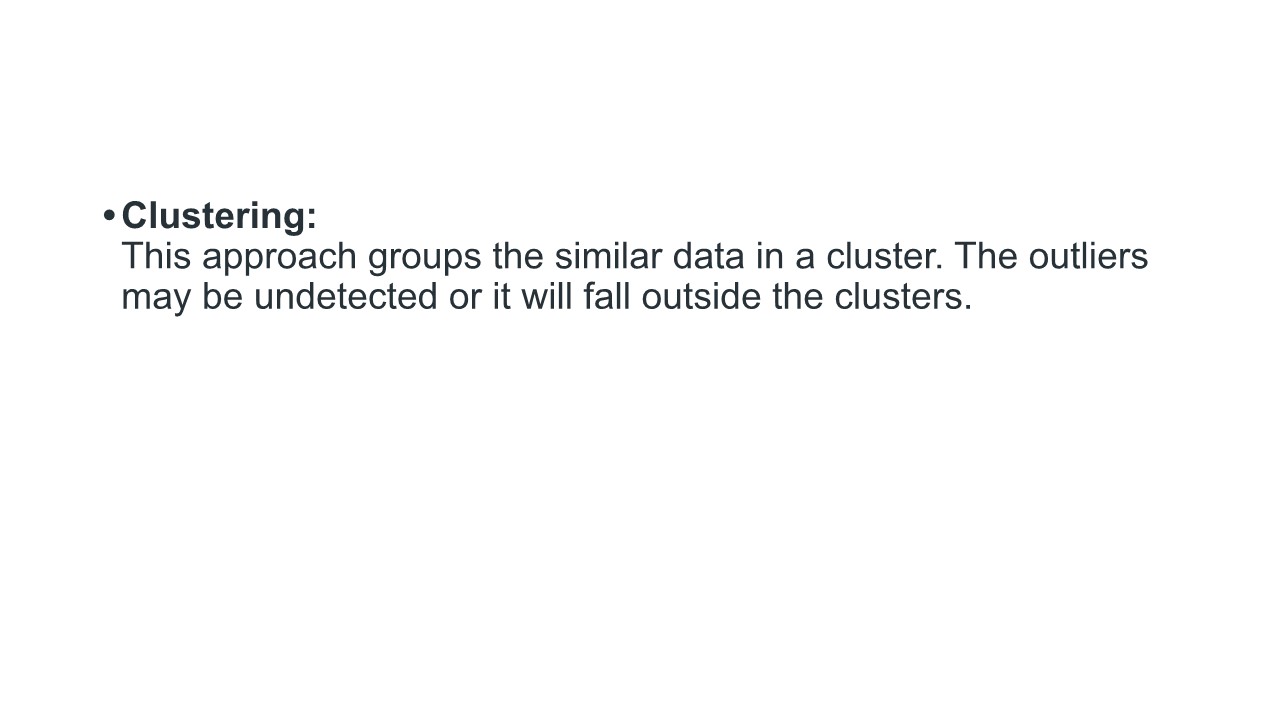 •Clustering:
This approach groups the similar data in a cluster. The outliers
may be undetected or it will fall outside the clusters.